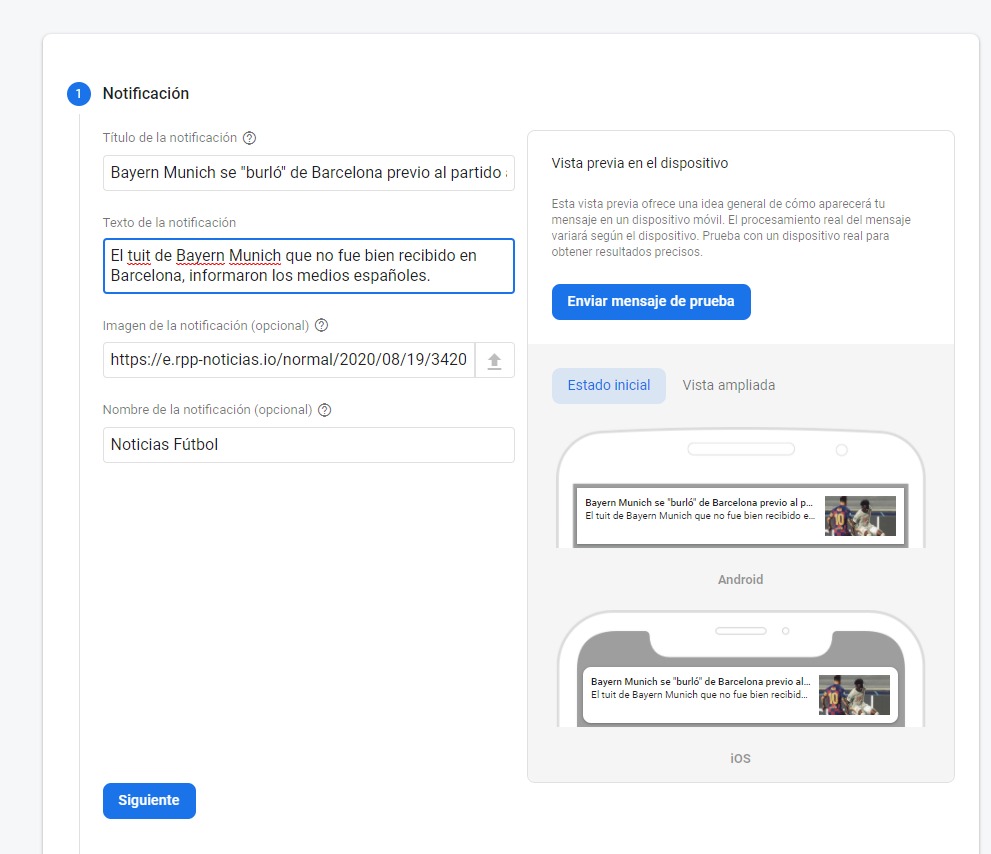 1
Notificación
Título de la notificación
Bayern Munich se "burló" de Barcelona previo al partido
Texto de la notificación
El tuit de Bayern Munich que no fue bien recibido en
Barcelona, informaron los medios españoles.
Imagen de la notificación (opcional)
https://e.rpp-noticias.io/normal/2020/08/19/3420
Nombre de la notificación (opcional)
Noticias Fútbol
Siguiente
Vista previa en el dispositivo
Esta vista previa ofrece una idea general de cómo aparecerá tu
mensaje en un dispositivo móvil. El procesamiento real del mensaje
variará según el dispositivo. Prueba con un dispositivo real para
obtener resultados precisos.
Enviar mensaje de prueba
Estado inicial
Vista ampliada
Bayern Munich se "burló" de Barcelona previo al p...
El tuit de Bayern Munich que no fue bien recibido e...
10
Android
Bayern Munich se "burló" de Barcelona previo al...
El tuit de Bayern Munich que no fue bien recibid...
10
iOS